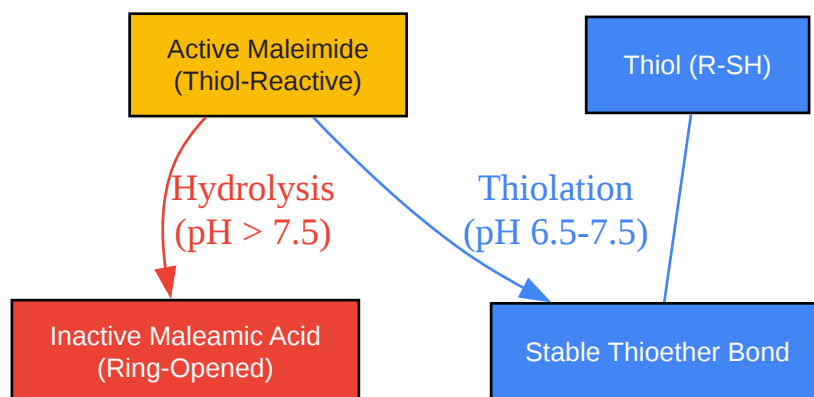 Active Maleimide
(Thiol-Reactive)
Thiol (R-SH)
Hydrolysis
(pH > 7.5)
Thiolation
(pH 6.5-7.5)
Inactive Maleamic Acid
(Ring-Opened)
Stable Thioether Bond